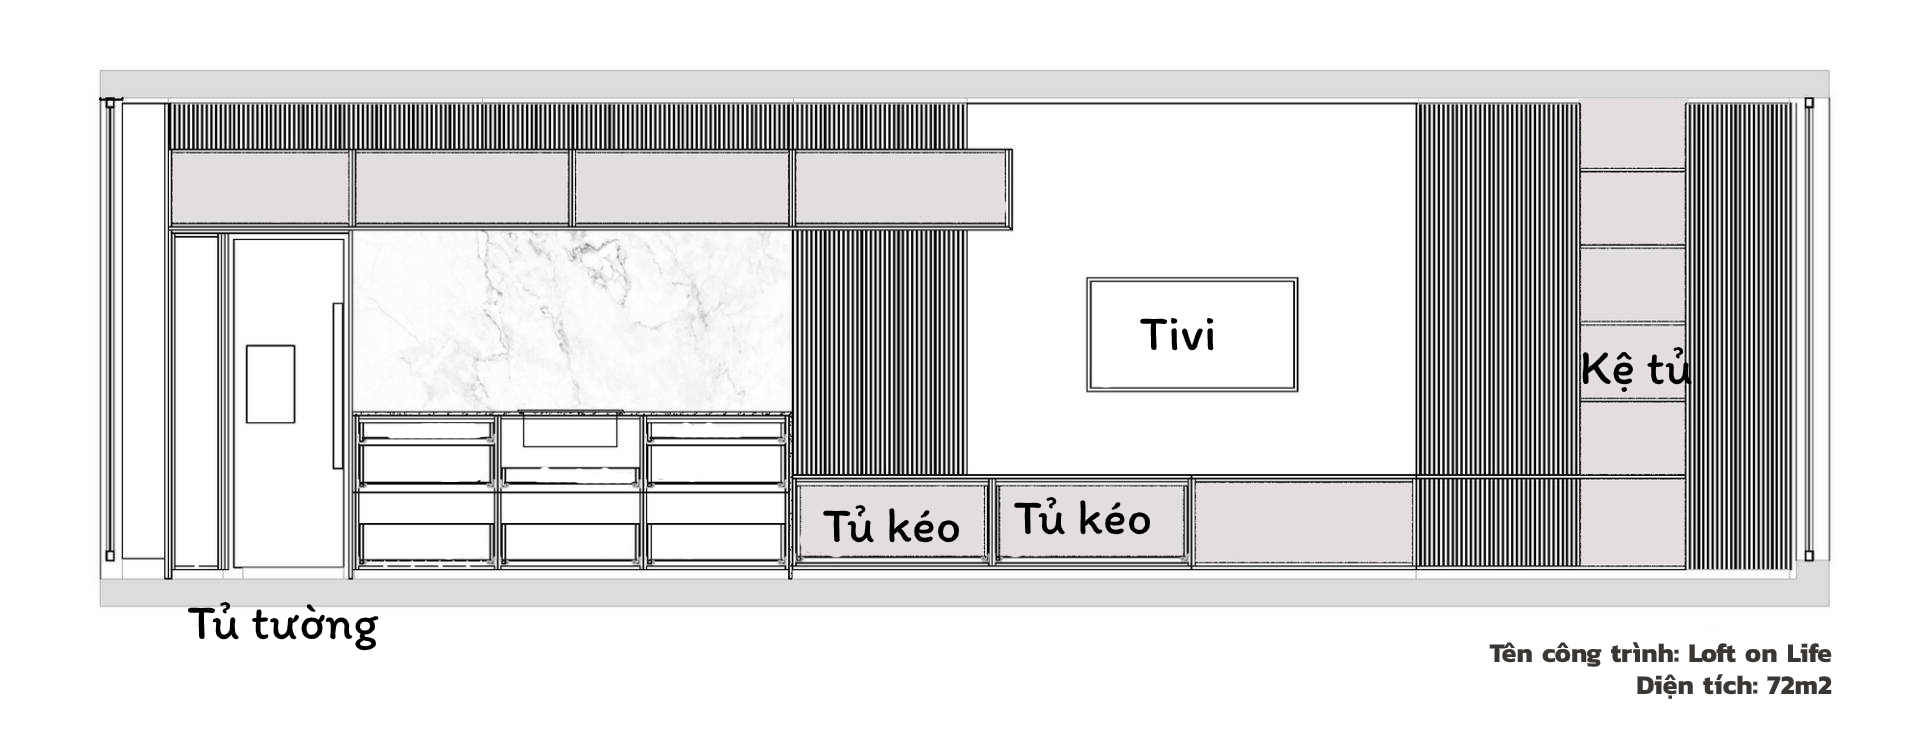 Tivi
Kệ tủ
Tủ kéo
Tủ kéo
Tủ tường
Tên công trình: Loft on Life
Diện tích: 72m2